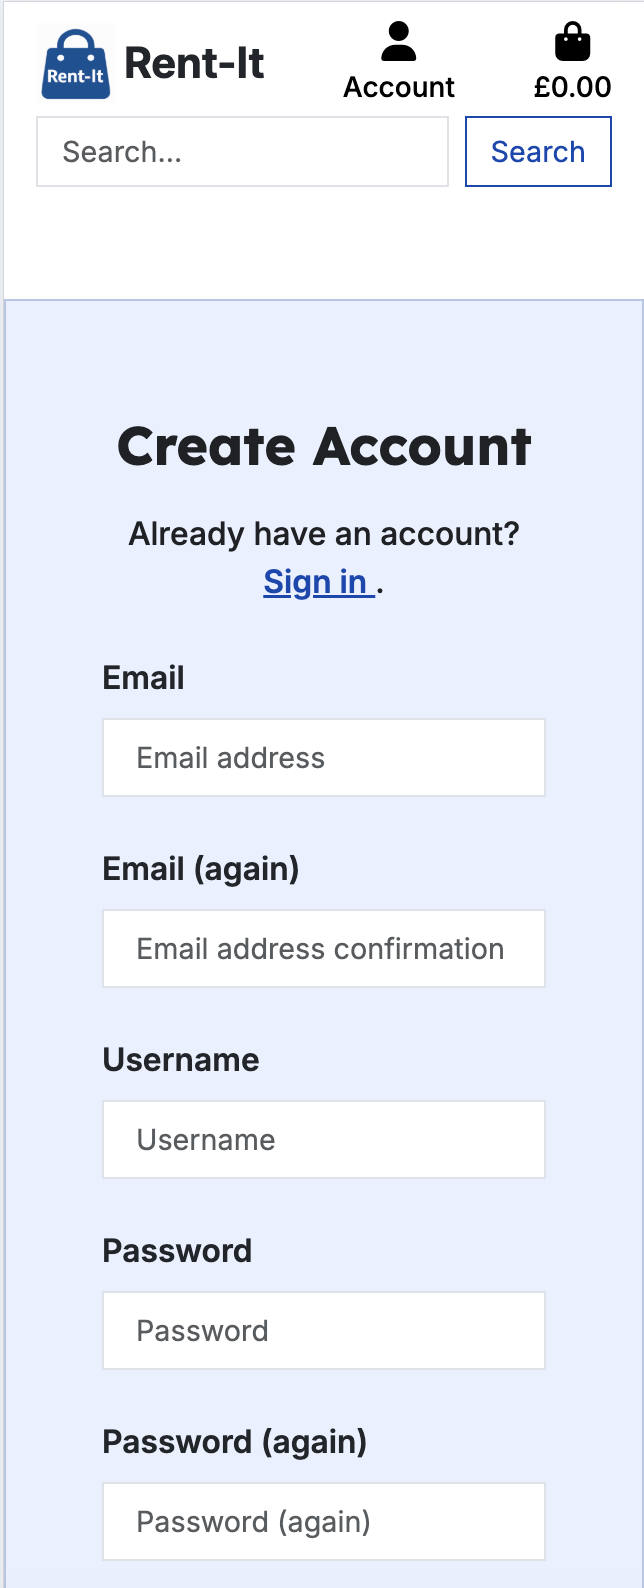 Rent-It
Rent-It
Account
£0.00
Search...
Search
Create Account
Already have an account?
Sign in .
Email
Email address
Email (again)
Email address confirmation
Username
Username
Password
Password
Password (again)
Password (again)